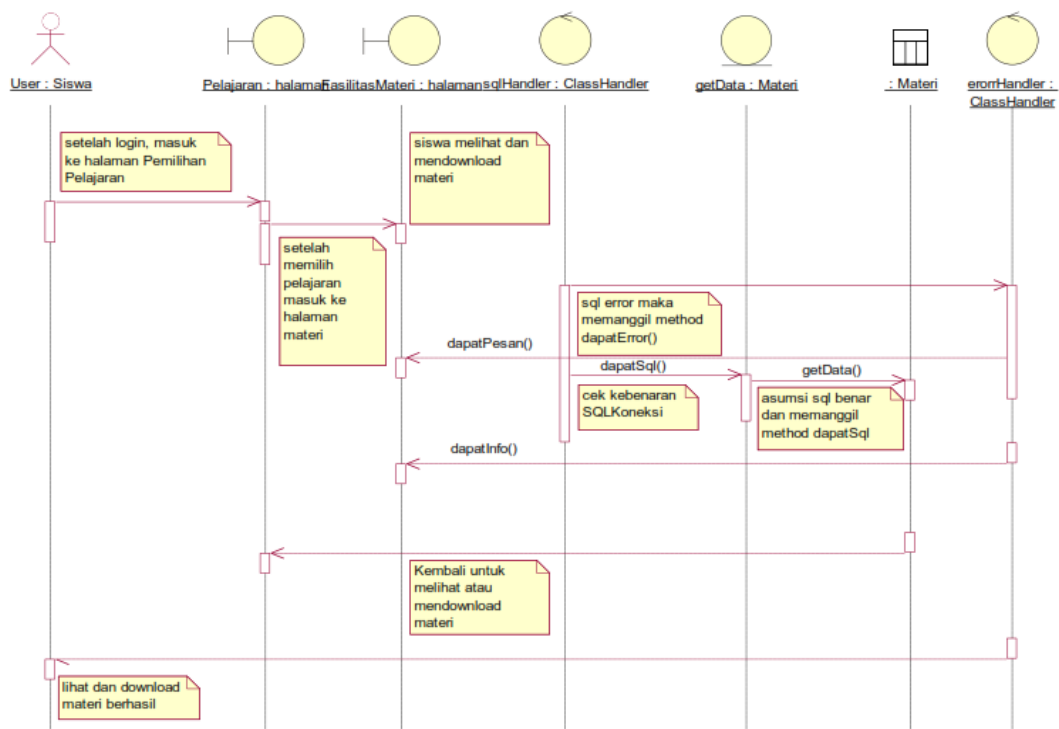 User : Siswa
Pelajaran : halaman
FasilitasMateri : halaman
sqlHandler : ClassHandler
getData : Materi
: Materi
erorrHandler :
ClassHandler
setelah login, masuk
ke halaman Pemilihan
Pelajaran
siswa melihat dan
mendownload
materi
setelah
memilih
pelajaran
masuk ke
halaman
materi
sql error maka
memanggil method
dapatError()
dapatPesan()
dapatSql()
getData()
cek kebenaran
SQLKoneksi
asumsi sql benar
dan memanggil
method dapatSql
dapatInfo()
Kembali untuk
melihat atau
mendownload
materi
lihat dan download
materi berhasil